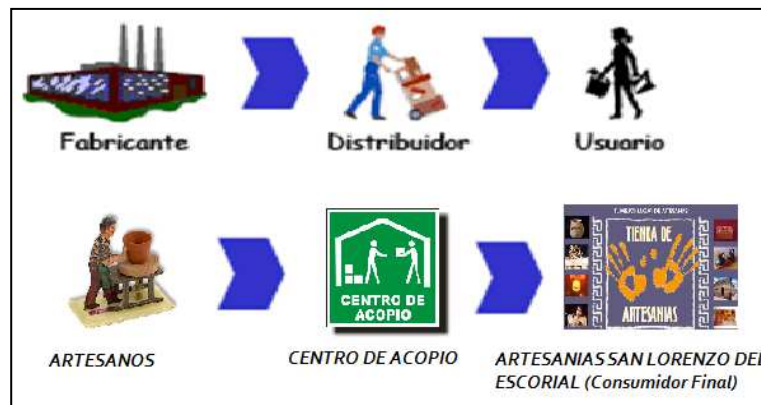 Fabricante
Distribuidor
Usuario
TIENDA DE
ARTESANIAS
CENTRO DE
ACOPIO
ARTESANOS
CENTRO DE ACOPIO
ARTESANIAS SAN LORENZO DEL
ESCORIAL (Consumidor Final)